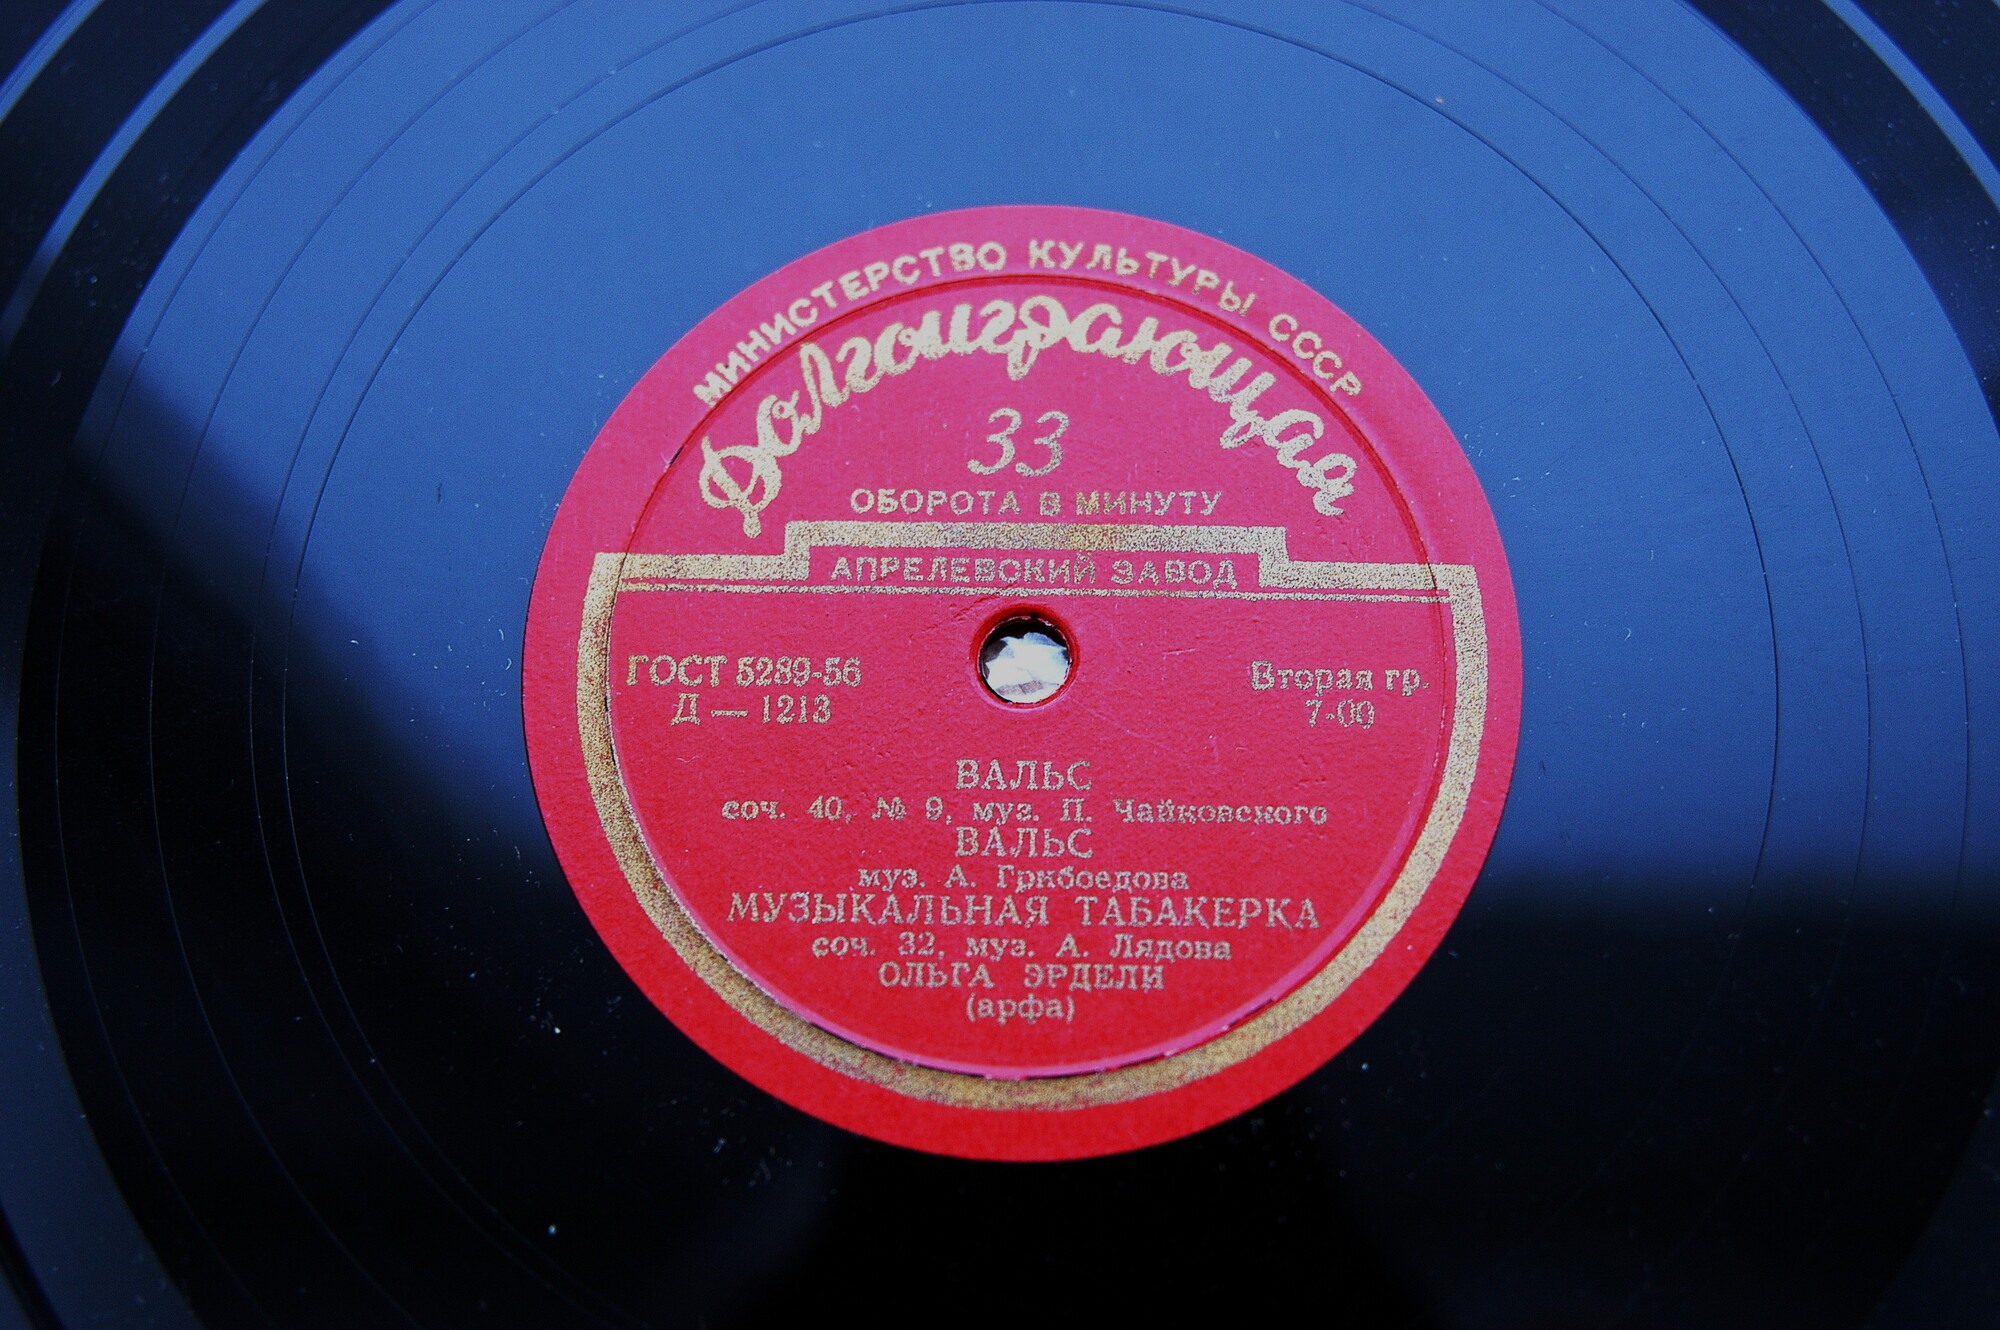 МИНИСТЕРСТВО КУЛЬТУРЫ СССР
Долгоиграющая
33
ОБОРОТА В МИНУТУ
АПРЕЛЕВСКИЙ ЗАВОД
ГОСТ 5289-56
Д — 1213
Вторая гр.
7-00
ВАЛЬС
соч. 40, № 9, муз. П. Чайковского
ВАЛЬС
муз. А. Грибоедова
МУЗЫКАЛЬНАЯ ТАБАКЕРКА
соч. 32, муз. А. Лядова
ОЛЬГА ЭРДЕЛИ
(арфа)